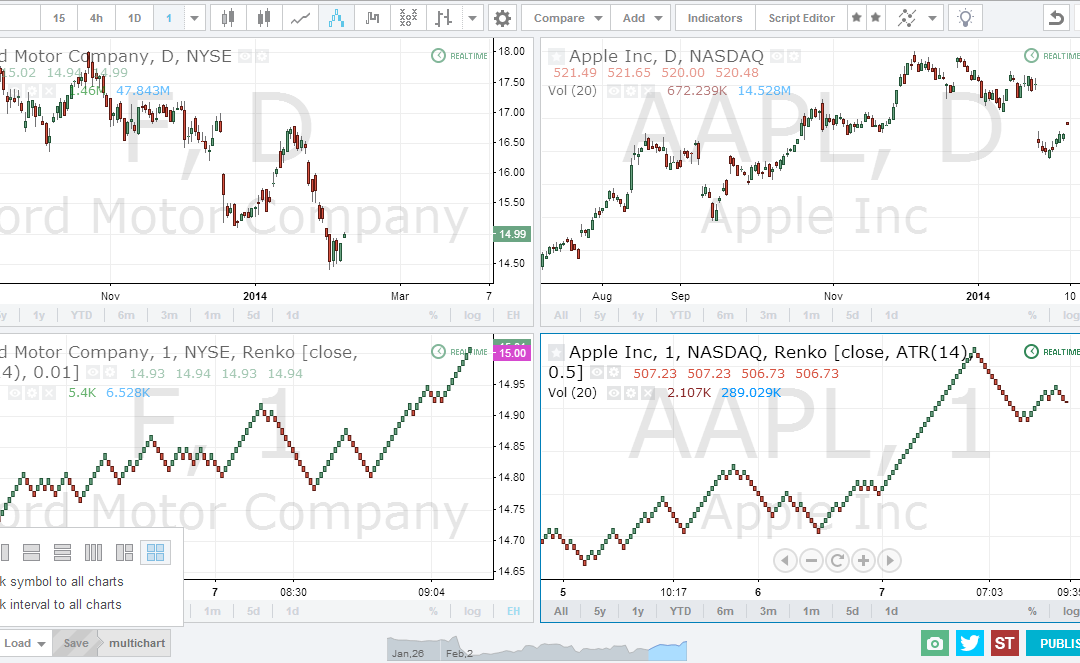 15 4h 1D 1 Compare Add Indicators Script Editor
rd Motor Company, D, NYSE
REALTIME
15.02 14.94 14.99
47.843M
F, D
ord Motor Company
18.00
17.50
17.00
16.50
16.00
15.50
14.99
14.50
Nov 2014 Mar 7
y 1y YTD 6m 3m 1m 5d 1d % log EH
Apple Inc, D, NASDAQ
REALTIME
521.49 521.65 520.00 520.48
Vol (20) 672.239K 14.528M
AAPL, D
Apple Inc
Aug Sep Nov 2014 10
All 5y 1y YTD 6m 3m 1m 5d 1d % log
d Motor Company, 1, NYSE, Renko [close,
4), 0.01] 14.93 14.94 14.93 14.94
REALTIME
5.4K 6.528K
F, 1
ord Motor Company
15.00
14.95
14.90
14.85
14.80
14.75
14.70
14.65
7 08:30 09:04
1m 5d 1d % log EH
Apple Inc, 1, NASDAQ, Renko [close, ATR(14),
0.5] 507.23 507.23 506.73 506.73
REALTIME
Vol (20) 2.107K 289.029K
AAPL, 1
Apple Inc
5 10:17 6 7 07:03 09:35
All 5y 1y YTD 6m 3m 1m 5d 1d % log
k symbol to all charts
k interval to all charts
Load Save multichart
Jan,26 Feb,2
ST PUBLIS